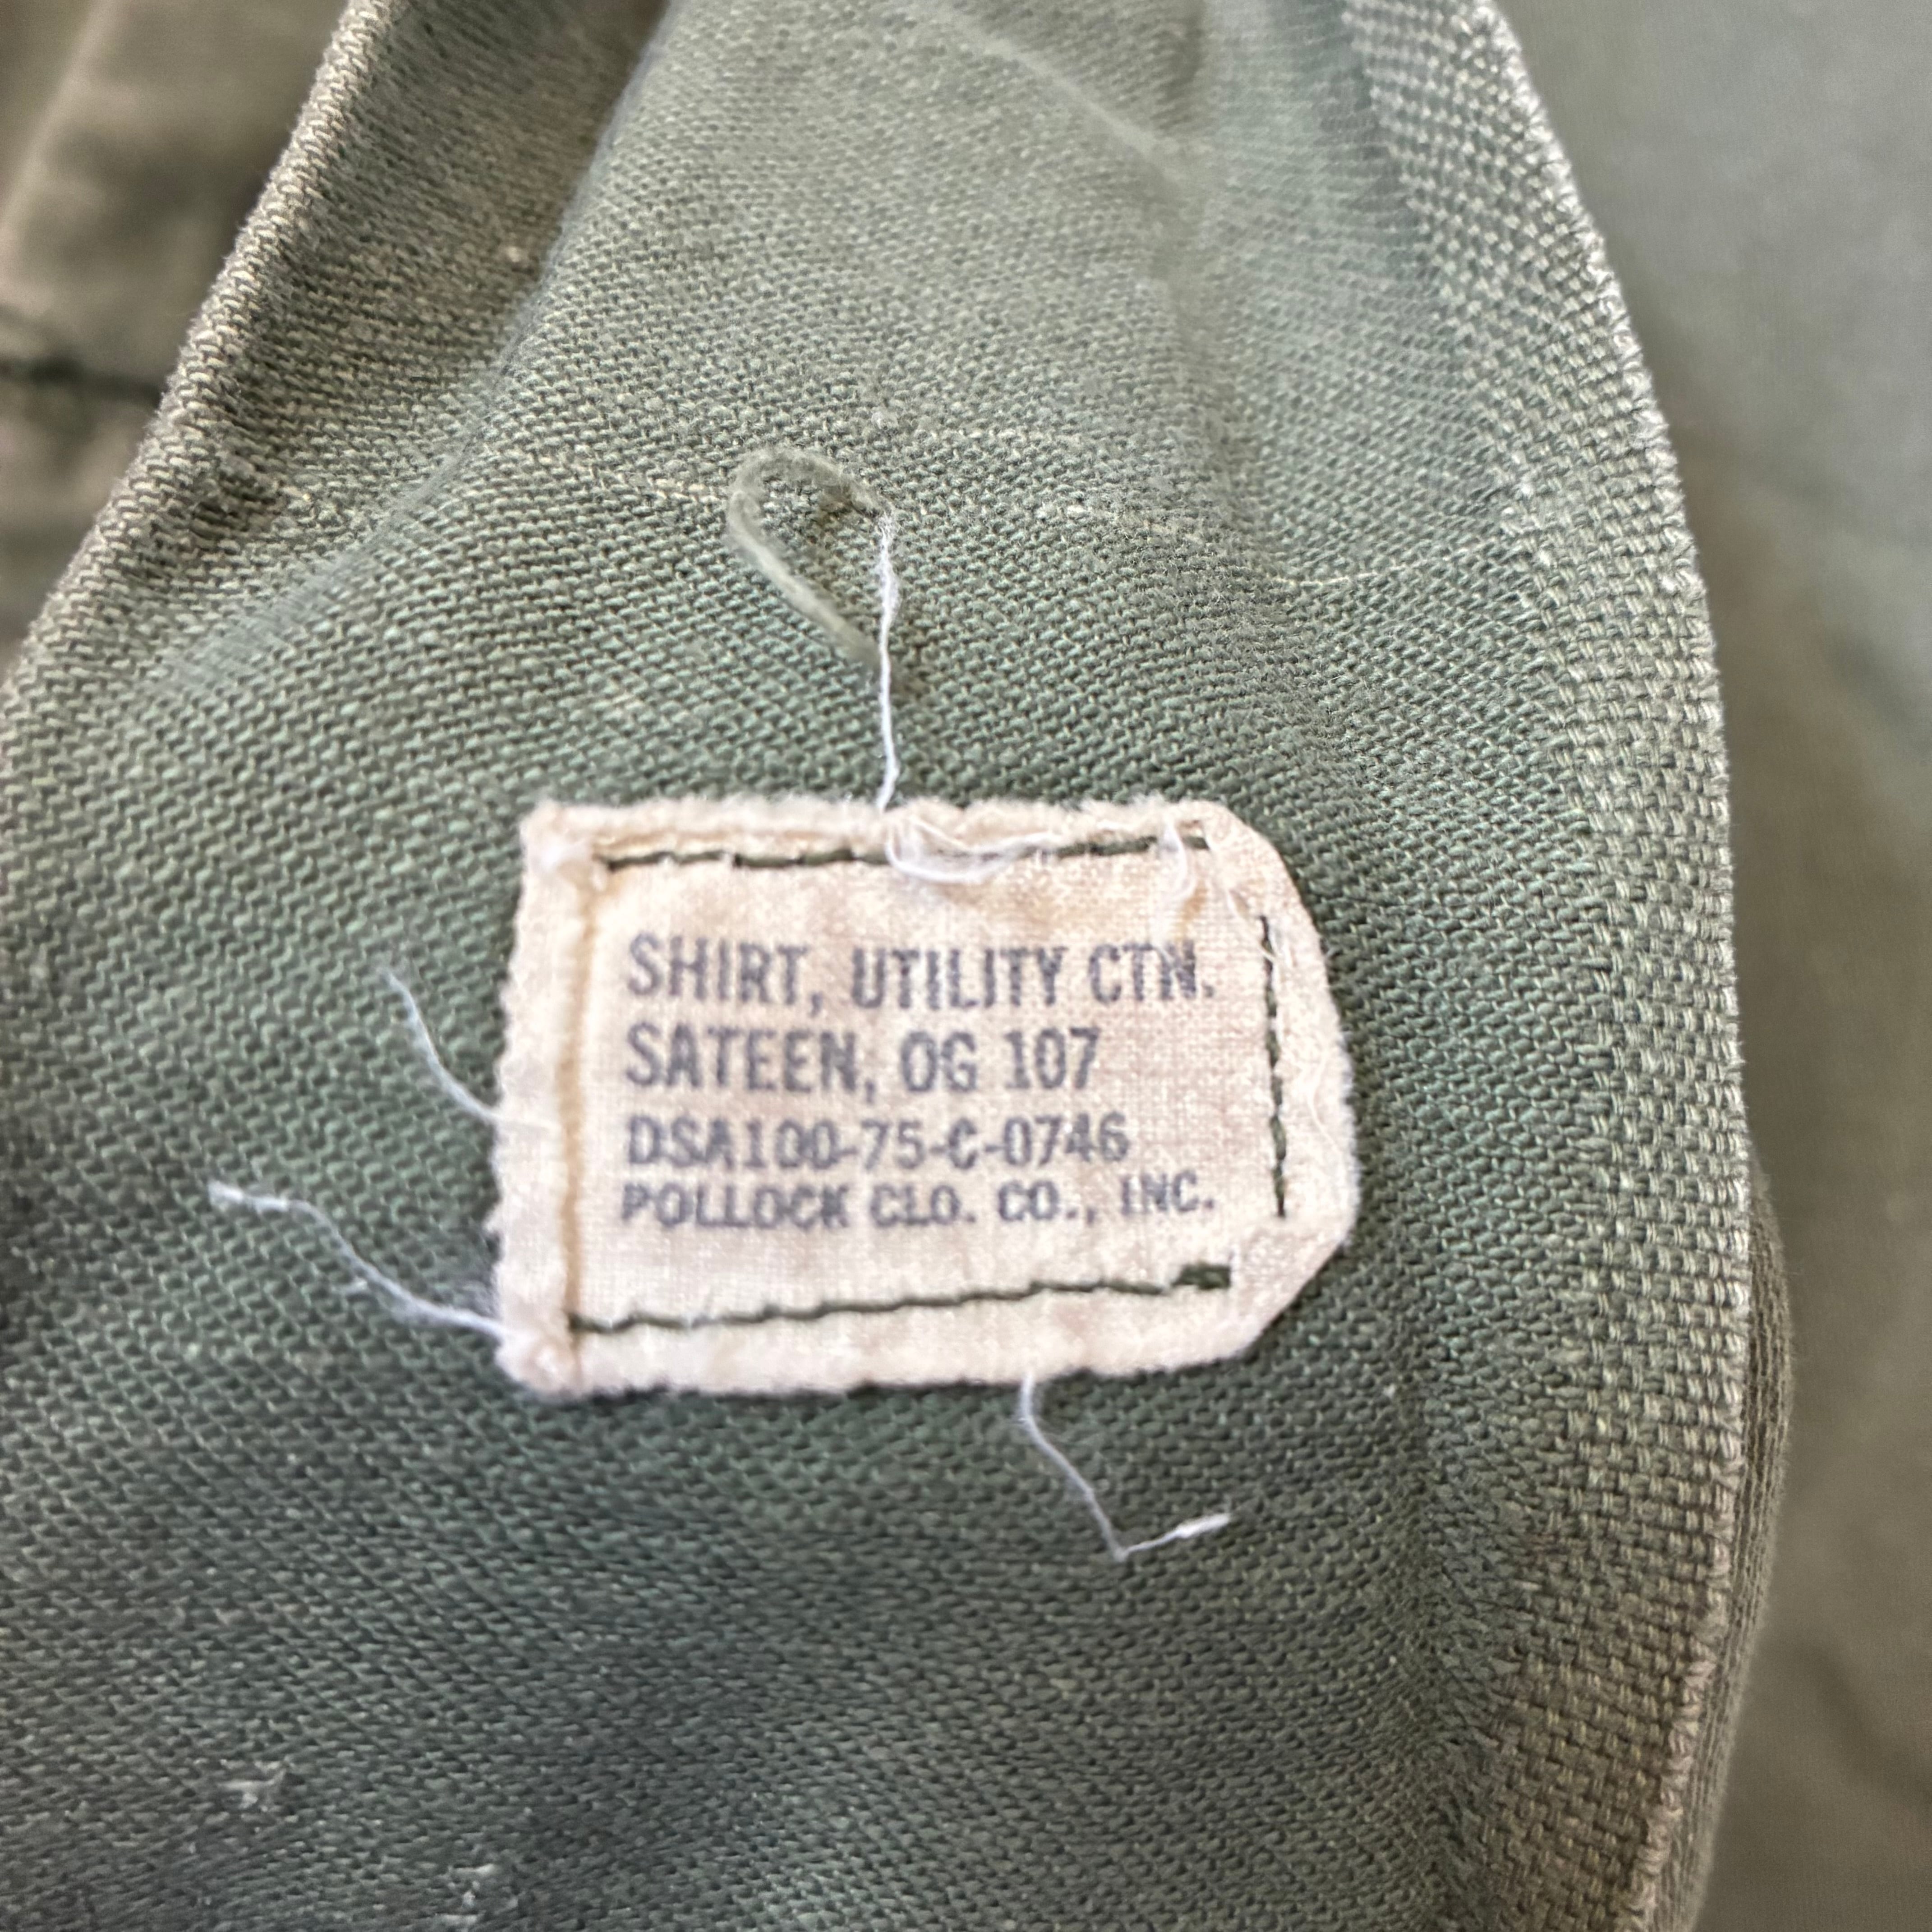 SHIRT, UTILITY CTN.
SATEEN, OG 107
DSA100-75-C-0746
POLLOCK CLO. CO., INC.